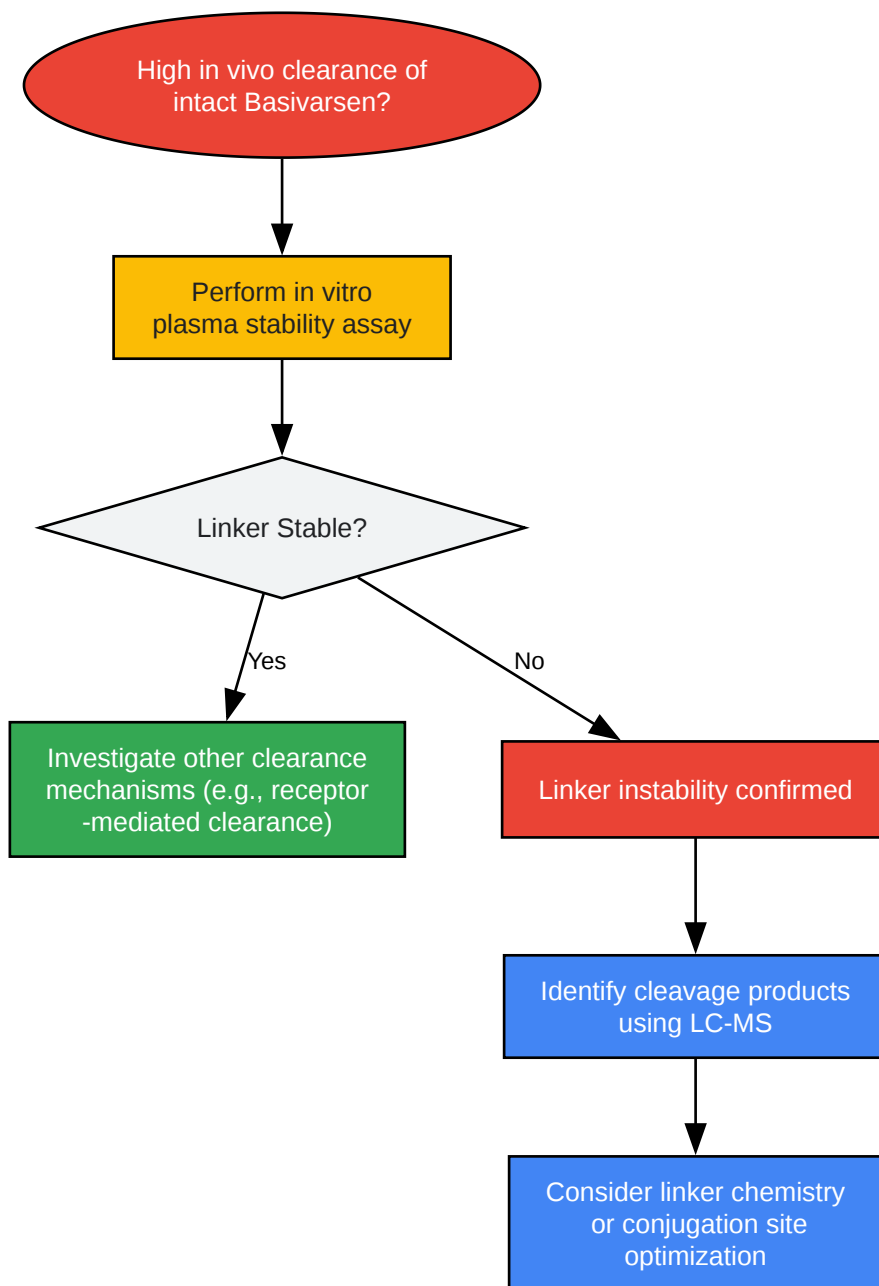 High in vivo clearance of
intact Basivarsen?
Perform in vitro
plasma stability assay
Linker Stable?
Yes
No
Investigate other clearance
mechanisms (e.g., receptor
-mediated clearance)
Linker instability confirmed
Identify cleavage products
using LC-MS
Consider linker chemistry
or conjugation site
optimization